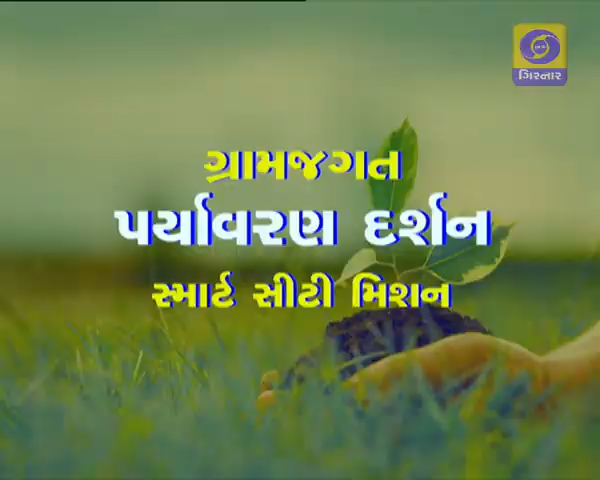 ગિરનાર
ગ્રામજગત
પર્યાવરણ દર્શન
સ્માર્ટ સીટી મિશન